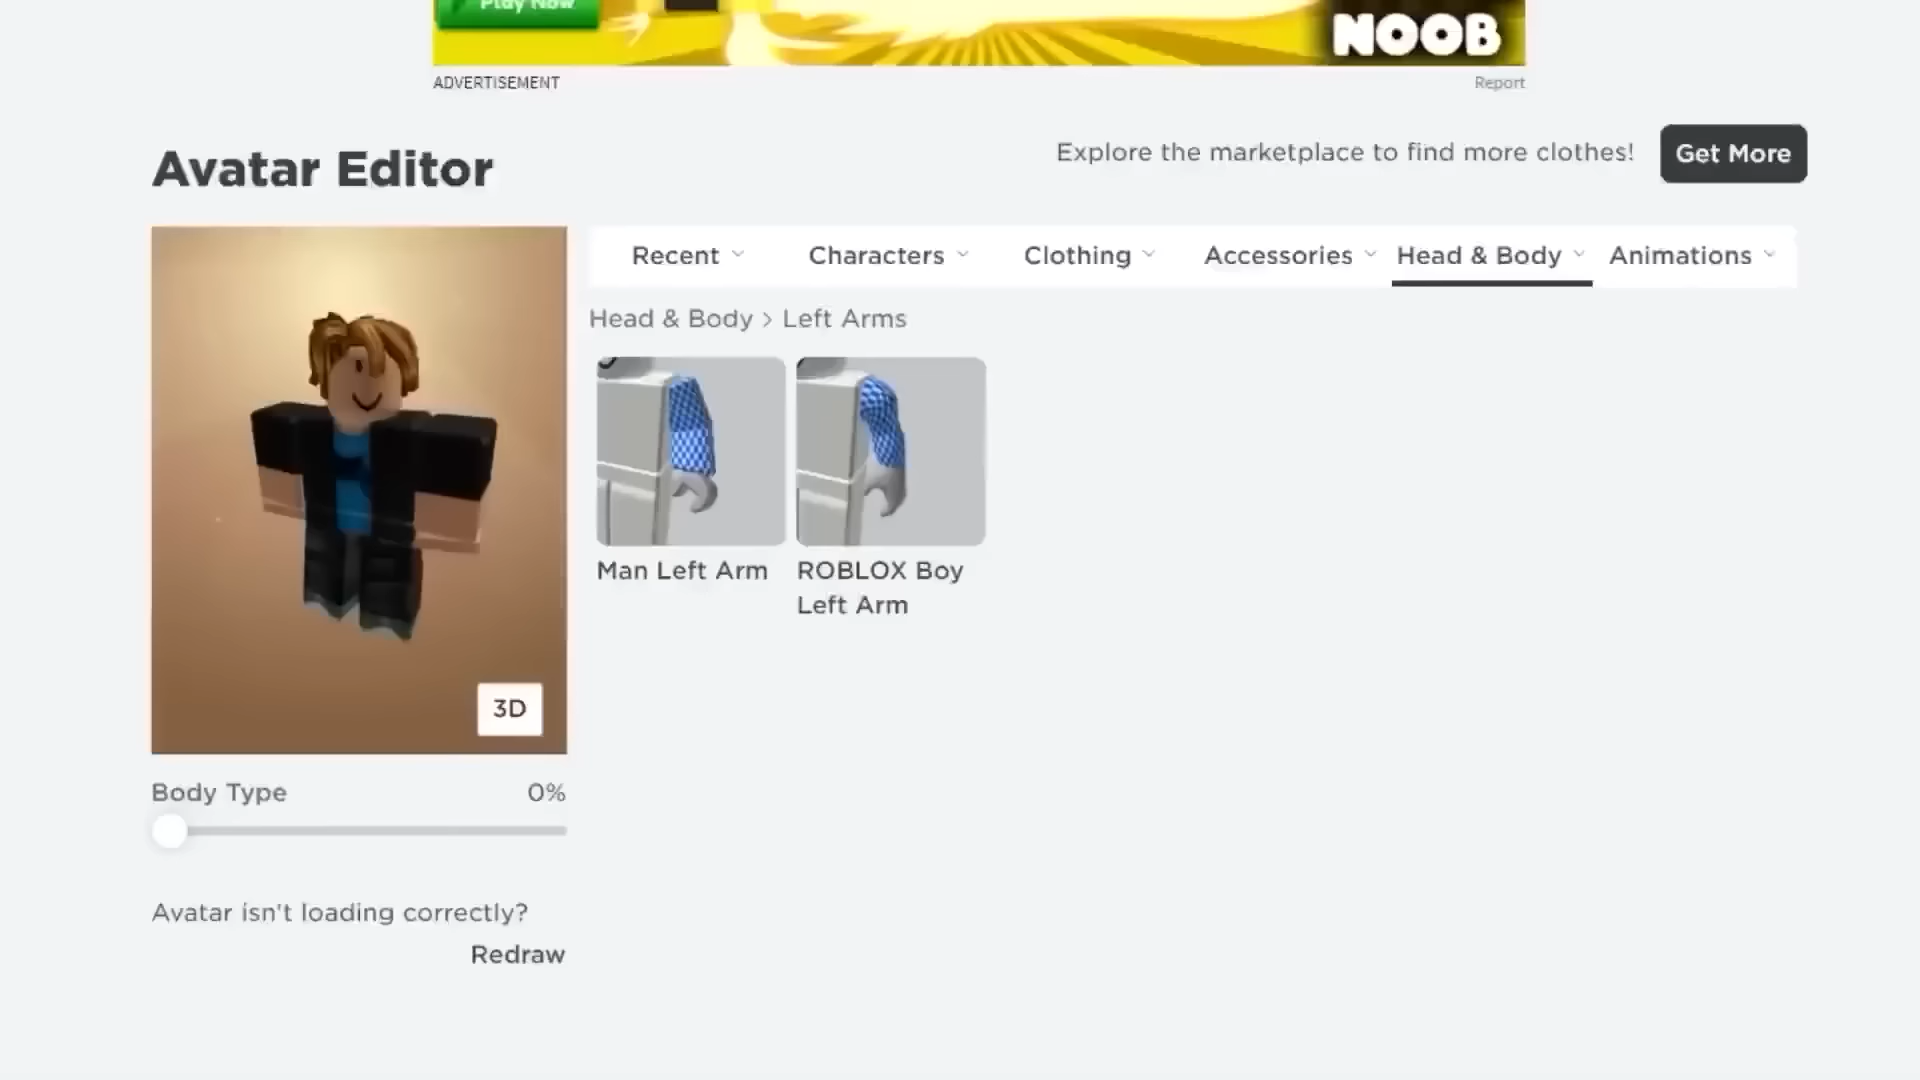 Play Now
NOOB
ADVERTISEMENT
Report
Avatar Editor
Explore the marketplace to find more clothes!
Get More
Recent
Characters
Clothing
Accessories
Head & Body
Animations
Head & Body > Left Arms
Man Left Arm
ROBLOX Boy
Left Arm
3D
Body Type
0%
Avatar isn't loading correctly?
Redraw